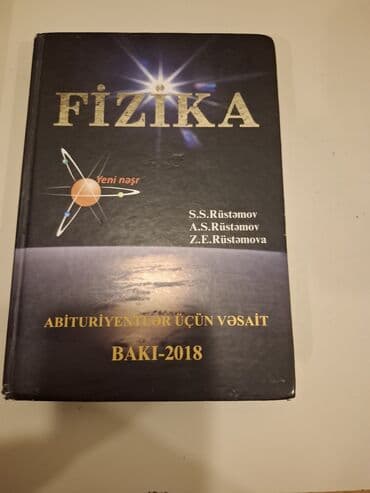 FİZİKA
Yeni nəşr
S.S.Rüstəmov
A.S.Rüstəmov
Z.E.Rüstəmova
ABİTURİYENTLƏR ÜÇÜN VƏSAİT
BAKI-2018